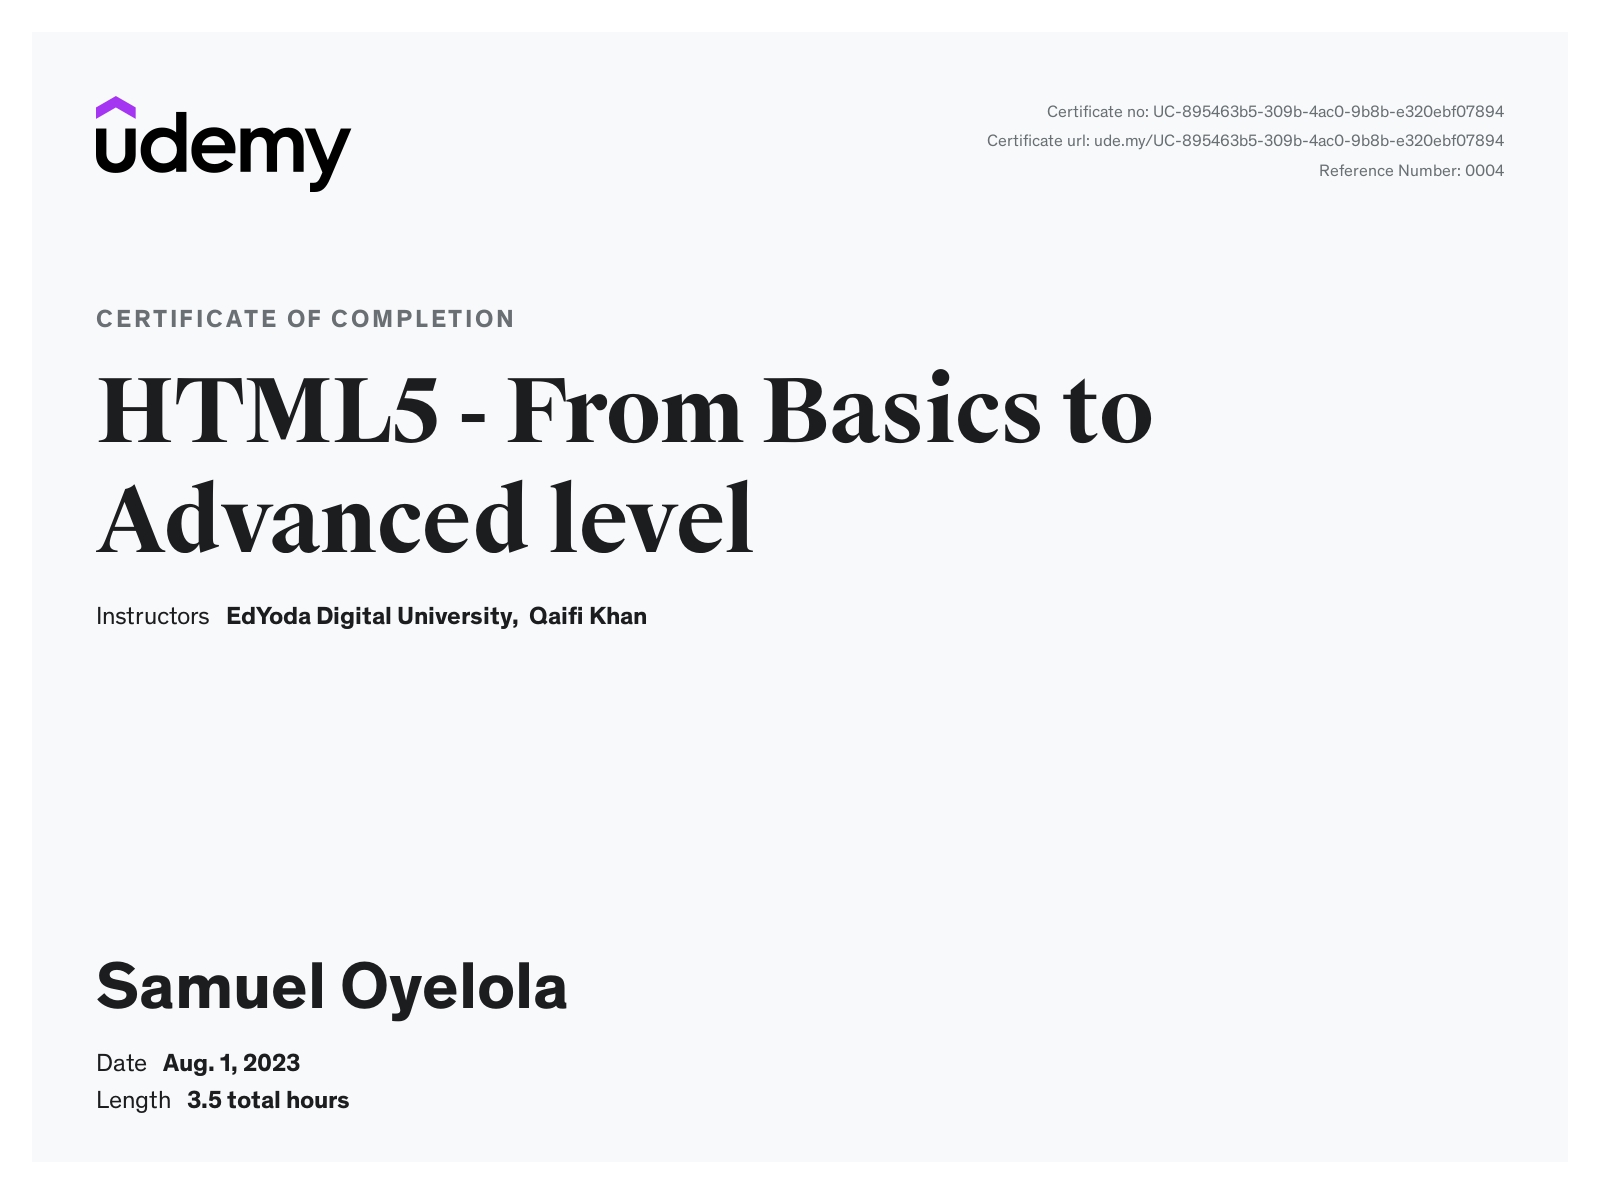 udemy
Certificate no: UC-895463b5-309b-4ac0-9b8b-e320ebf07894
Certificate url: ude.my/UC-895463b5-309b-4ac0-9b8b-e320ebf07894
Reference Number: 0004
CERTIFICATE OF COMPLETION
HTML5 - From Basics to
Advanced level
Instructors EdYoda Digital University, Qaifi Khan
Samuel Oyelola
Date Aug. 1, 2023
Length 3.5 total hours